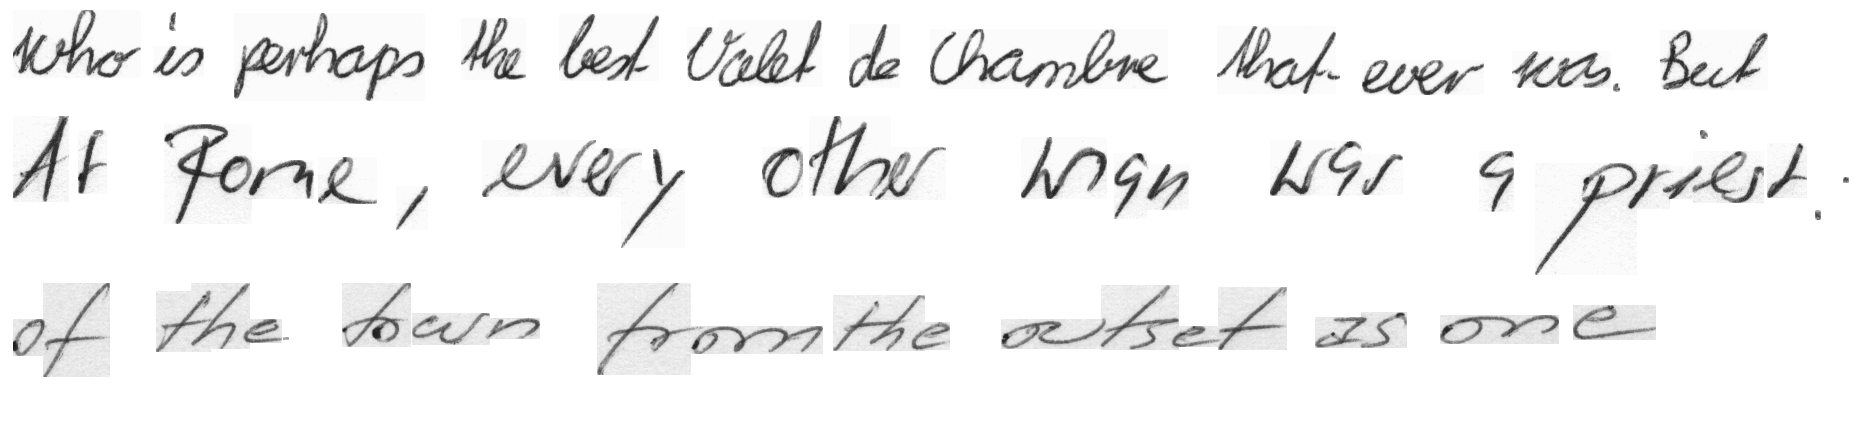 who is perhaps the best Valet de Chambre that ever was. But
At Rome, every other man was a priest.
of the town from the outset as one